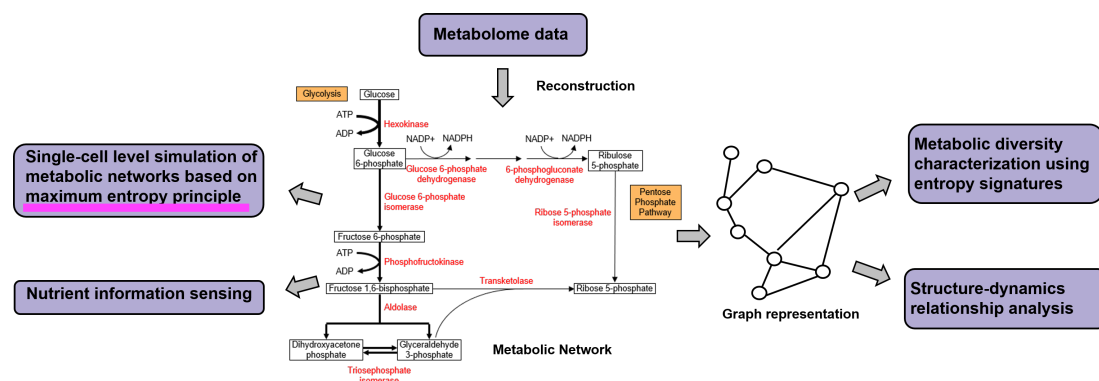 Metabolome data
Reconstruction
Glycolysis
Glucose
ATP
ADP
Hexokinase
NADP+
NADPH
NADP+
NADPH
Glucose
6-phosphate
Glucose 6-phosphate
dehydrogenase
6-phosphogluconate
dehydrogenase
Ribulose
5-phosphate
Single-cell level simulation of
metabolic networks based on
maximum entropy principle
Glucose 6-phosphate
isomerase
Ribose 5-phosphate
isomerase
Pentose
Phosphate
Pathway
Metabolic diversity
characterization using
entropy signatures
Fructose 6-phosphate
ATP
ADP
Phosphofructokinase
Nutrient information sensing
Fructose 1,6-bisphosphate
Transketolase
Ribose 5-phosphate
Aldolase
Graph representation
Structure-dynamics
relationship analysis
Dihydroxyacetone
phosphate
Glyceraldehyde
3-phosphate
Triosephosphate
isomerase
Metabolic Network